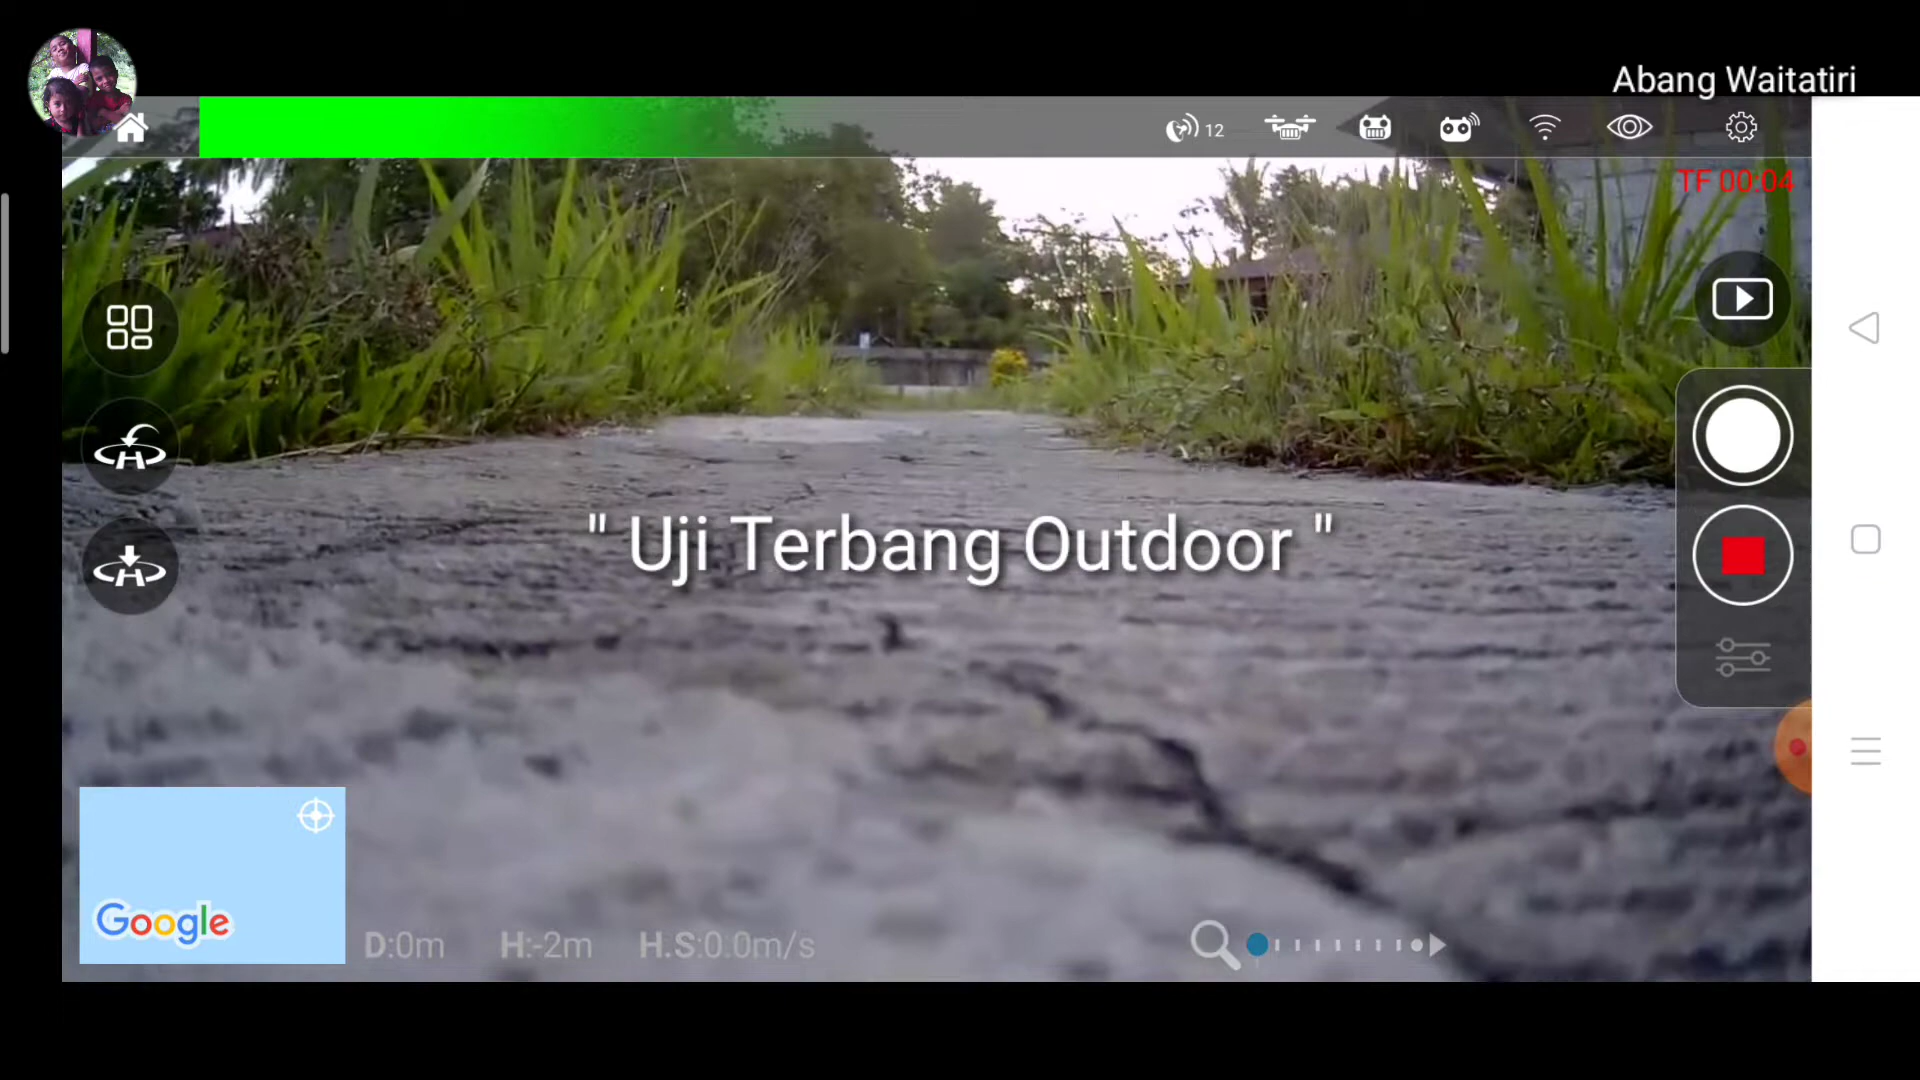 Abang Waitatiri
12
TF 00:04
" Uji Terbang Outdoor "
Google
D:0m H:-2m H.S:0.0m/s